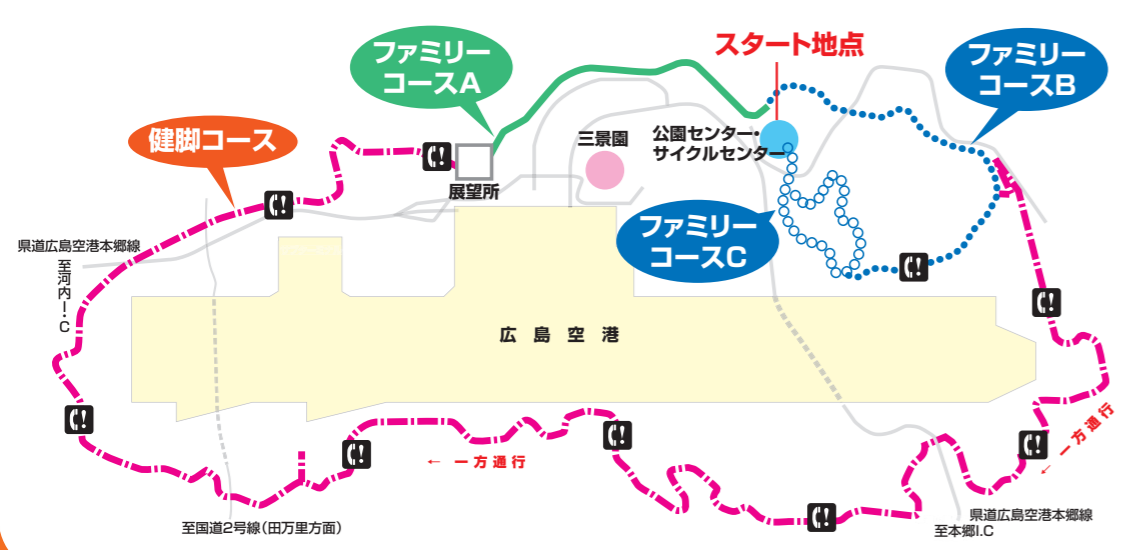 ファミリー
コースA
スタート地点
ファミリー
コースB
健脚コース
三景園
公園センター・
サイクルセンター
展望所
ファミリー
コースC
県道広島空港本郷線
至河内I・C
広島空港
← 一方通行
← 一方通行
至国道2号線(田万里方面)
県道広島空港本郷線
至本郷I.C